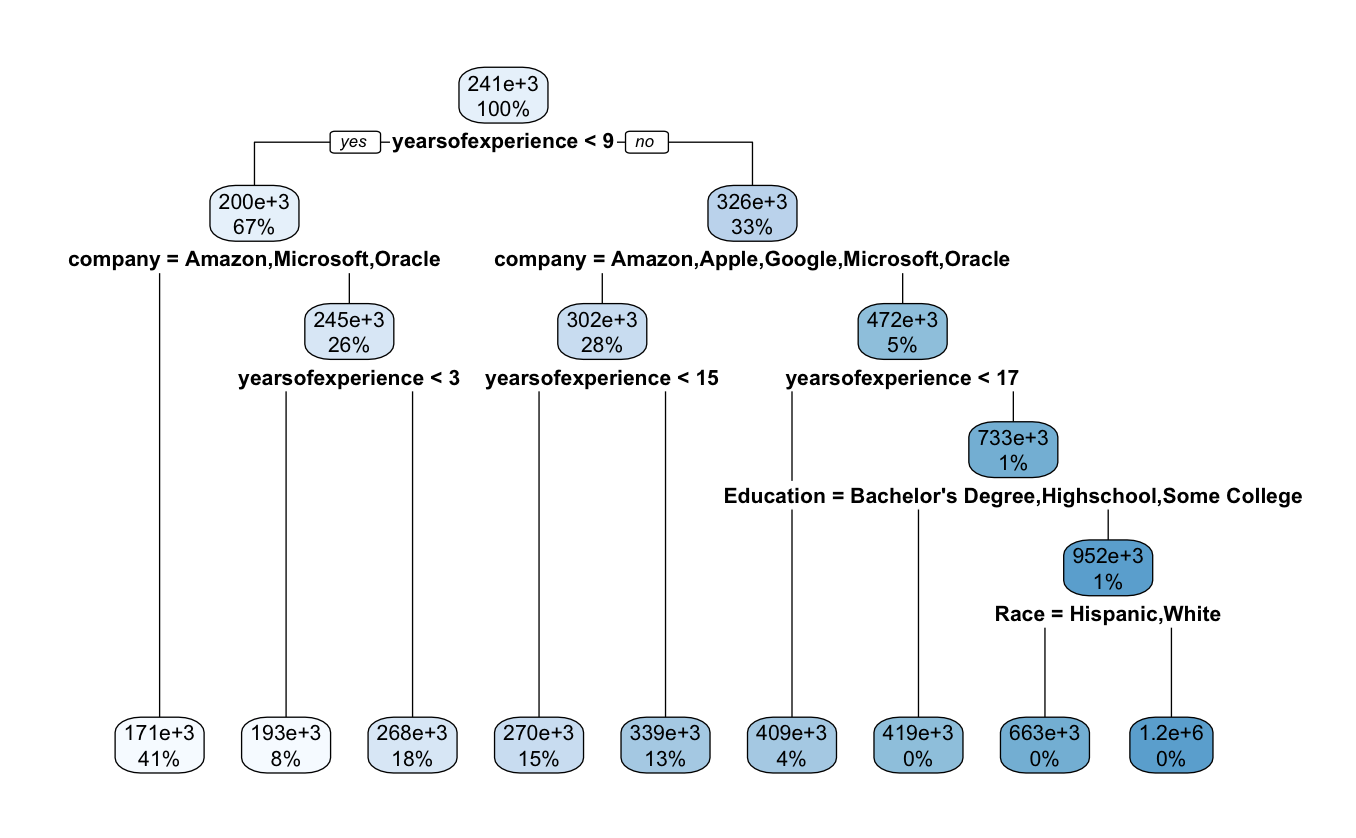 241e+3
100%
yes
yearsofexperience < 9
no
200e+3
67%
326e+3
33%
company = Amazon,Microsoft,Oracle
company = Amazon,Apple,Google,Microsoft,Oracle
245e+3
26%
302e+3
28%
472e+3
5%
yearsofexperience < 3
yearsofexperience < 15
yearsofexperience < 17
733e+3
1%
Education = Bachelor's Degree,Highschool,Some College
952e+3
1%
Race = Hispanic,White
171e+3
41%
193e+3
8%
268e+3
18%
270e+3
15%
339e+3
13%
409e+3
4%
419e+3
0%
663e+3
0%
1.2e+6
0%